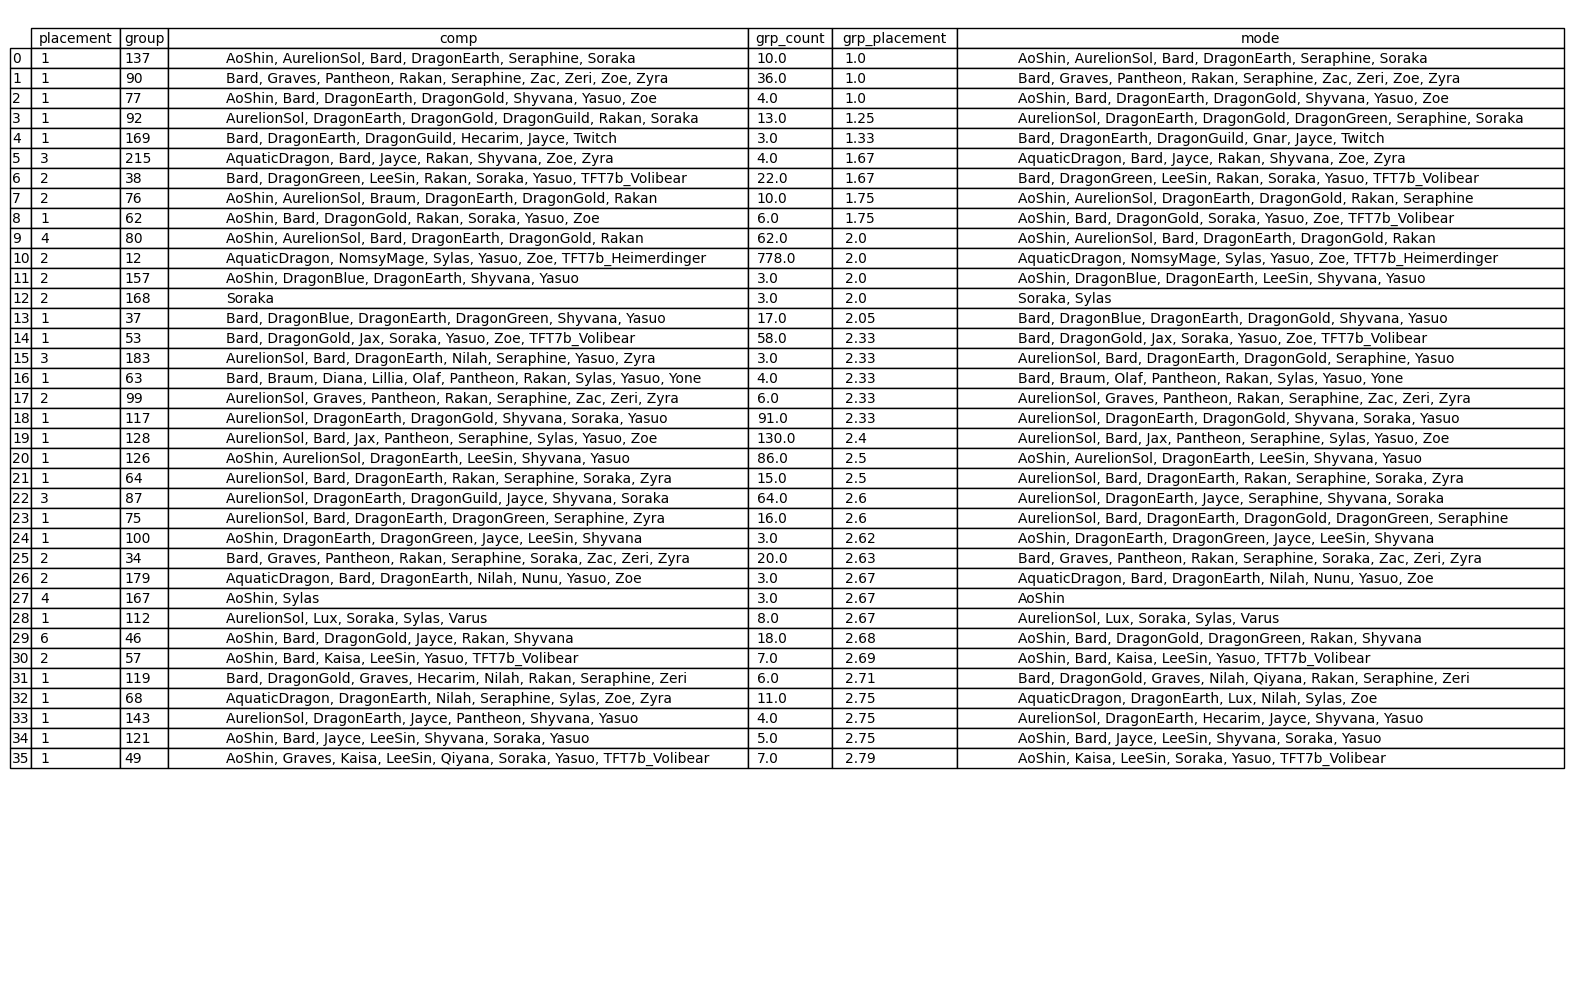 placement group comp grp_count grp_placement mode
0 1 137 AoShin, AurelionSol, Bard, DragonEarth, Seraphine, Soraka 10.0 1.0 AoShin, AurelionSol, Bard, DragonEarth, Seraphine, Soraka
1 1 90 Bard, Graves, Pantheon, Rakan, Seraphine, Zac, Zeri, Zoe, Zyra 36.0 1.0 Bard, Graves, Pantheon, Rakan, Seraphine, Zac, Zeri, Zoe, Zyra
2 1 77 AoShin, Bard, DragonEarth, DragonGold, Shyvana, Yasuo, Zoe 4.0 1.0 AoShin, Bard, DragonEarth, DragonGold, Shyvana, Yasuo, Zoe
3 1 92 AurelionSol, DragonEarth, DragonGold, DragonGuild, Rakan, Soraka 13.0 1.25 AurelionSol, DragonEarth, DragonGold, DragonGreen, Seraphine, Soraka
4 1 169 Bard, DragonEarth, DragonGuild, Hecarim, Jayce, Twitch 3.0 1.33 Bard, DragonEarth, DragonGuild, Gnar, Jayce, Twitch
5 3 215 AquaticDragon, Bard, Jayce, Rakan, Shyvana, Zoe, Zyra 4.0 1.67 AquaticDragon, Bard, Jayce, Rakan, Shyvana, Zoe, Zyra
6 2 38 Bard, DragonGreen, LeeSin, Rakan, Soraka, Yasuo, TFT7b_Volibear 22.0 1.67 Bard, DragonGreen, LeeSin, Rakan, Soraka, Yasuo, TFT7b_Volibear
7 2 76 AoShin, AurelionSol, Braum, DragonEarth, DragonGold, Rakan 10.0 1.75 AoShin, AurelionSol, DragonEarth, DragonGold, Rakan, Seraphine
8 1 62 AoShin, Bard, DragonGold, Rakan, Soraka, Yasuo, Zoe 6.0 1.75 AoShin, Bard, DragonGold, Soraka, Yasuo, Zoe, TFT7b_Volibear
9 4 80 AoShin, AurelionSol, Bard, DragonEarth, DragonGold, Rakan 62.0 2.0 AoShin, AurelionSol, Bard, DragonEarth, DragonGold, Rakan
10 2 12 AquaticDragon, NomsyMage, Sylas, Yasuo, Zoe, TFT7b_Heimerdinger 778.0 2.0 AquaticDragon, NomsyMage, Sylas, Yasuo, Zoe, TFT7b_Heimerdinger
11 2 157 AoShin, DragonBlue, DragonEarth, Shyvana, Yasuo 3.0 2.0 AoShin, DragonBlue, DragonEarth, LeeSin, Shyvana, Yasuo
12 2 168 Soraka 3.0 2.0 Soraka, Sylas
13 1 37 Bard, DragonBlue, DragonEarth, DragonGreen, Shyvana, Yasuo 17.0 2.05 Bard, DragonBlue, DragonEarth, DragonGold, Shyvana, Yasuo
14 1 53 Bard, DragonGold, Jax, Soraka, Yasuo, Zoe, TFT7b_Volibear 58.0 2.33 Bard, DragonGold, Jax, Soraka, Yasuo, Zoe, TFT7b_Volibear
15 3 183 AurelionSol, Bard, DragonEarth, Nilah, Seraphine, Yasuo, Zyra 3.0 2.33 AurelionSol, Bard, DragonEarth, DragonGold, Seraphine, Yasuo
16 1 63 Bard, Braum, Diana, Lillia, Olaf, Pantheon, Rakan, Sylas, Yasuo, Yone 4.0 2.33 Bard, Braum, Olaf, Pantheon, Rakan, Sylas, Yasuo, Yone
17 2 99 AurelionSol, Graves, Pantheon, Rakan, Seraphine, Zac, Zeri, Zyra 6.0 2.33 AurelionSol, Graves, Pantheon, Rakan, Seraphine, Zac, Zeri, Zyra
18 1 117 AurelionSol, DragonEarth, DragonGold, Shyvana, Soraka, Yasuo 91.0 2.33 AurelionSol, DragonEarth, DragonGold, Shyvana, Soraka, Yasuo
19 1 128 AurelionSol, Bard, Jax, Pantheon, Seraphine, Sylas, Yasuo, Zoe 130.0 2.4 AurelionSol, Bard, Jax, Pantheon, Seraphine, Sylas, Yasuo, Zoe
20 1 126 AoShin, AurelionSol, DragonEarth, LeeSin, Shyvana, Yasuo 86.0 2.5 AoShin, AurelionSol, DragonEarth, LeeSin, Shyvana, Yasuo
21 1 64 AurelionSol, Bard, DragonEarth, Rakan, Seraphine, Soraka, Zyra 15.0 2.5 AurelionSol, Bard, DragonEarth, Rakan, Seraphine, Soraka, Zyra
22 3 87 AurelionSol, DragonEarth, DragonGuild, Jayce, Shyvana, Soraka 64.0 2.6 AurelionSol, DragonEarth, Jayce, Seraphine, Shyvana, Soraka
23 1 75 AurelionSol, Bard, DragonEarth, DragonGreen, Seraphine, Zyra 16.0 2.6 AurelionSol, Bard, DragonEarth, DragonGold, DragonGreen, Seraphine
24 1 100 AoShin, DragonEarth, DragonGreen, Jayce, LeeSin, Shyvana 3.0 2.62 AoShin, DragonEarth, DragonGreen, Jayce, LeeSin, Shyvana
25 2 34 Bard, Graves, Pantheon, Rakan, Seraphine, Soraka, Zac, Zeri, Zyra 20.0 2.63 Bard, Graves, Pantheon, Rakan, Seraphine, Soraka, Zac, Zeri, Zyra
26 2 179 AquaticDragon, Bard, DragonEarth, Nilah, Nunu, Yasuo, Zoe 3.0 2.67 AquaticDragon, Bard, DragonEarth, Nilah, Nunu, Yasuo, Zoe
27 4 167 AoShin, Sylas 3.0 2.67 AoShin
28 1 112 AurelionSol, Lux, Soraka, Sylas, Varus 8.0 2.67 AurelionSol, Lux, Soraka, Sylas, Varus
29 6 46 AoShin, Bard, DragonGold, Jayce, Rakan, Shyvana 18.0 2.68 AoShin, Bard, DragonGold, DragonGreen, Rakan, Shyvana
30 2 57 AoShin, Bard, Kaisa, LeeSin, Yasuo, TFT7b_Volibear 7.0 2.69 AoShin, Bard, Kaisa, LeeSin, Yasuo, TFT7b_Volibear
31 1 119 Bard, DragonGold, Graves, Hecarim, Nilah, Rakan, Seraphine, Zeri 6.0 2.71 Bard, DragonGold, Graves, Nilah, Qiyana, Rakan, Seraphine, Zeri
32 1 68 AquaticDragon, DragonEarth, Nilah, Seraphine, Sylas, Zoe, Zyra 11.0 2.75 AquaticDragon, DragonEarth, Lux, Nilah, Sylas, Zoe
33 1 143 AurelionSol, DragonEarth, Jayce, Pantheon, Shyvana, Yasuo 4.0 2.75 AurelionSol, DragonEarth, Hecarim, Jayce, Shyvana, Yasuo
34 1 121 AoShin, Bard, Jayce, LeeSin, Shyvana, Soraka, Yasuo 5.0 2.75 AoShin, Bard, Jayce, LeeSin, Shyvana, Soraka, Yasuo
35 1 49 AoShin, Graves, Kaisa, LeeSin, Qiyana, Soraka, Yasuo, TFT7b_Volibear 7.0 2.79 AoShin, Kaisa, LeeSin, Soraka, Yasuo, TFT7b_Volibear